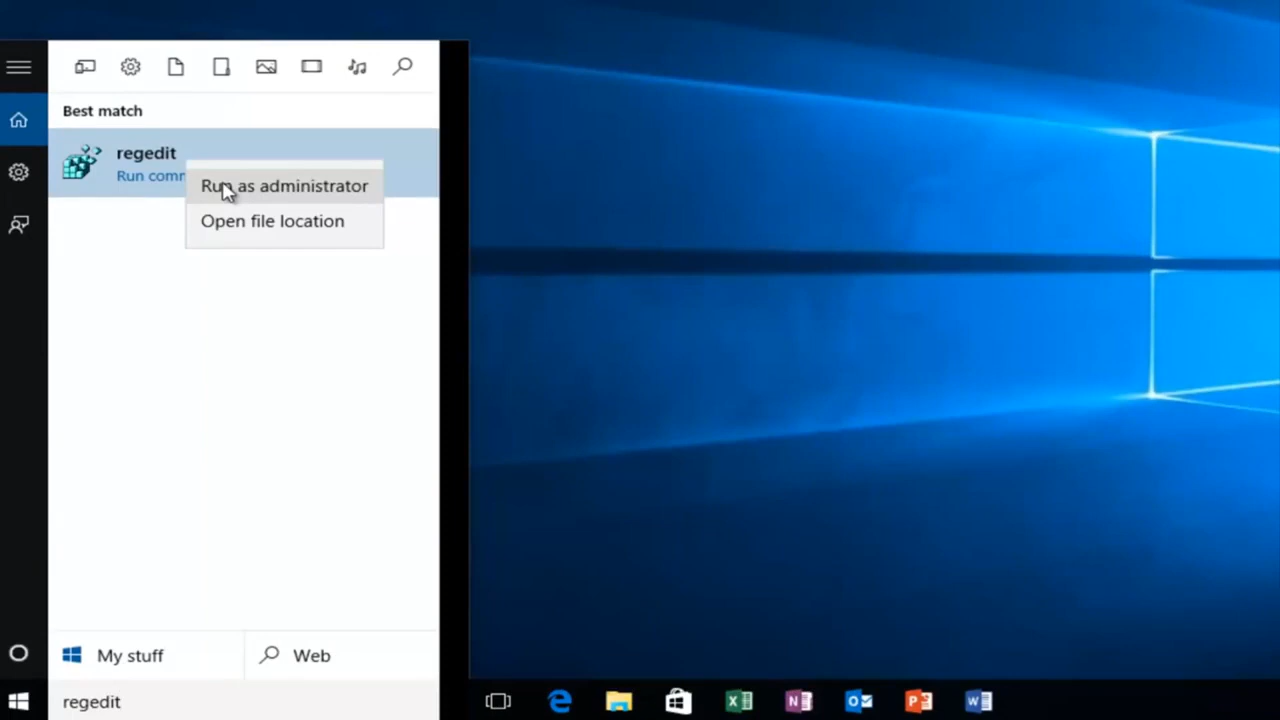 Best match
regedit
Run comm
Run as administrator
Open file location
My stuff
Web
regedit